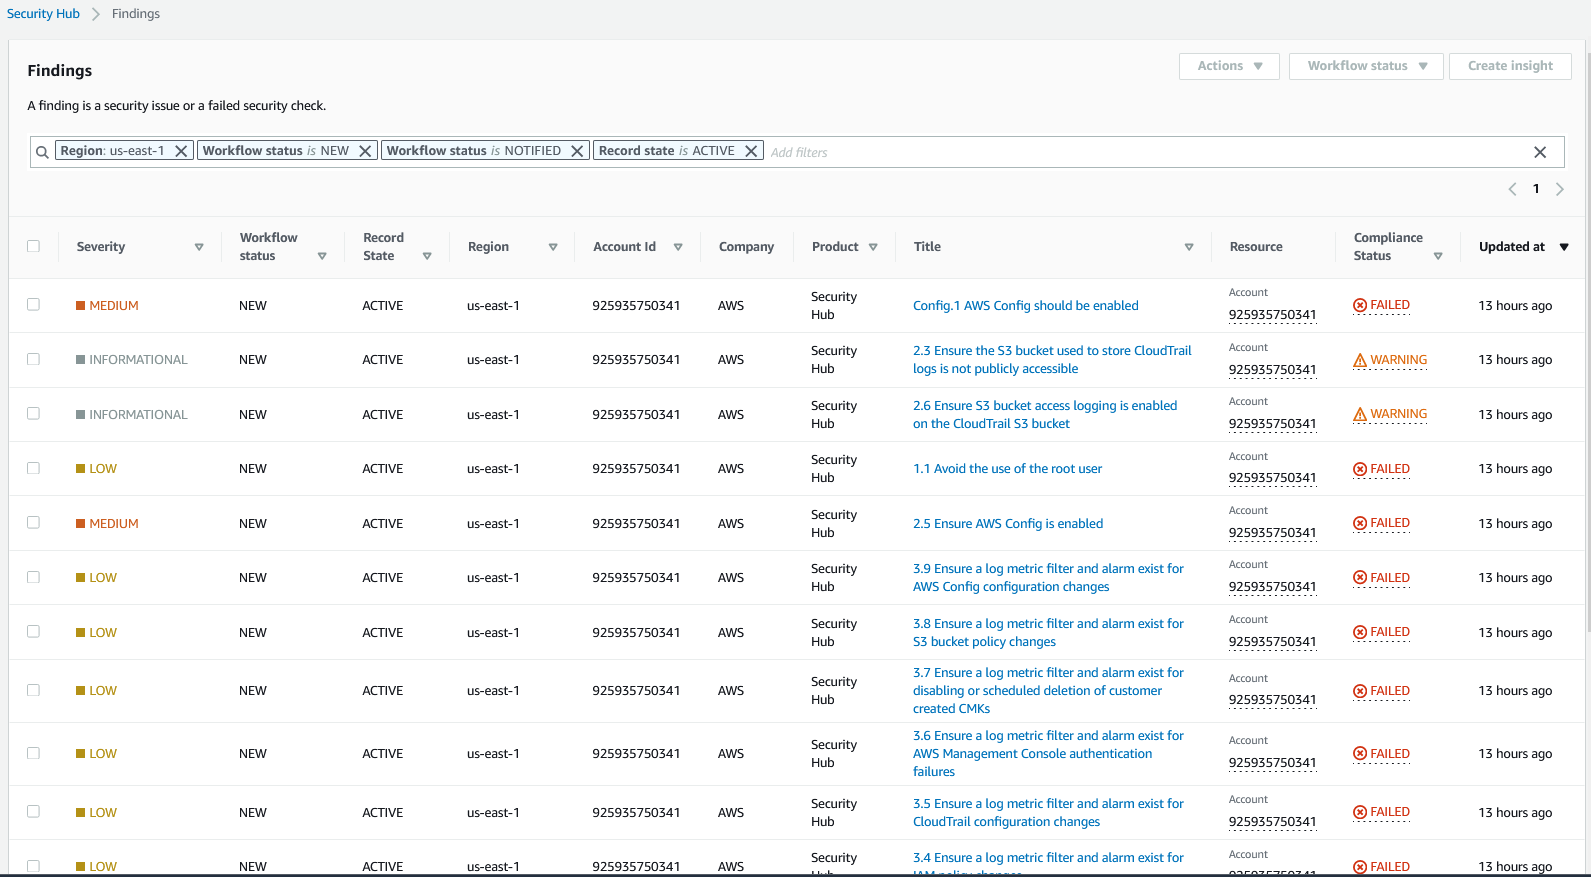 Security Hub > Findings
Findings
Actions
Workflow status
Create insight
A finding is a security issue or a failed security check.
Region: us-east-1
Workflow status is NEW
Workflow status is NOTIFIED
Record state is ACTIVE
Add filters
1
Severity
Workflow
status
Record
State
Region
Account Id
Company
Product
Title
Resource
Compliance
Status
Updated at
MEDIUM
NEW
ACTIVE
us-east-1
925935750341
AWS
Security
Hub
Config.1 AWS Config should be enabled
Account
925935750341
FAILED
13 hours ago
INFORMATIONAL
NEW
ACTIVE
us-east-1
925935750341
AWS
Security
Hub
2.3 Ensure the S3 bucket used to store CloudTrail
logs is not publicly accessible
Account
925935750341
WARNING
13 hours ago
INFORMATIONAL
NEW
ACTIVE
us-east-1
925935750341
AWS
Security
Hub
2.6 Ensure S3 bucket access logging is enabled
on the CloudTrail S3 bucket
Account
925935750341
WARNING
13 hours ago
LOW
NEW
ACTIVE
us-east-1
925935750341
AWS
Security
Hub
1.1 Avoid the use of the root user
Account
925935750341
FAILED
13 hours ago
MEDIUM
NEW
ACTIVE
us-east-1
925935750341
AWS
Security
Hub
2.5 Ensure AWS Config is enabled
Account
925935750341
FAILED
13 hours ago
LOW
NEW
ACTIVE
us-east-1
925935750341
AWS
Security
Hub
3.9 Ensure a log metric filter and alarm exist for
AWS Config configuration changes
Account
925935750341
FAILED
13 hours ago
LOW
NEW
ACTIVE
us-east-1
925935750341
AWS
Security
Hub
3.8 Ensure a log metric filter and alarm exist for
S3 bucket policy changes
Account
925935750341
FAILED
13 hours ago
LOW
NEW
ACTIVE
us-east-1
925935750341
AWS
Security
Hub
3.7 Ensure a log metric filter and alarm exist for
disabling or scheduled deletion of customer
created CMKs
Account
925935750341
FAILED
13 hours ago
LOW
NEW
ACTIVE
us-east-1
925935750341
AWS
Security
Hub
3.6 Ensure a log metric filter and alarm exist for
AWS Management Console authentication
failures
Account
925935750341
FAILED
13 hours ago
LOW
NEW
ACTIVE
us-east-1
925935750341
AWS
Security
Hub
3.5 Ensure a log metric filter and alarm exist for
CloudTrail configuration changes
Account
925935750341
FAILED
13 hours ago
LOW
NEW
ACTIVE
us-east-1
925935750341
AWS
Security
Hub
3.4 Ensure a log metric filter and alarm exist for
IAM policy changes
Account
925935750341
FAILED
13 hours ago